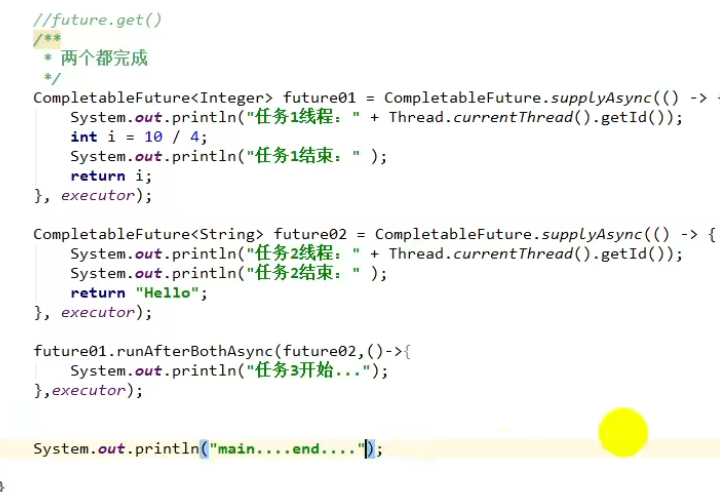 //future.get()
/**
* 两个都完成
*/
CompletableFuture<Integer> future01 = CompletableFuture.supplyAsync(() -> {
System.out.println("任务1线程：" + Thread.currentThread().getId());
int i = 10 / 4;
System.out.println("任务1结束：" );
return i;
}, executor);
CompletableFuture<String> future02 = CompletableFuture.supplyAsync(() -> {
System.out.println("任务2线程：" + Thread.currentThread().getId());
System.out.println("任务2结束：" );
return "Hello";
}, executor);
future01.runAfterBothAsync(future02,()->{
System.out.println("任务3开始...");
},executor);
System.out.println("main....end....");
}